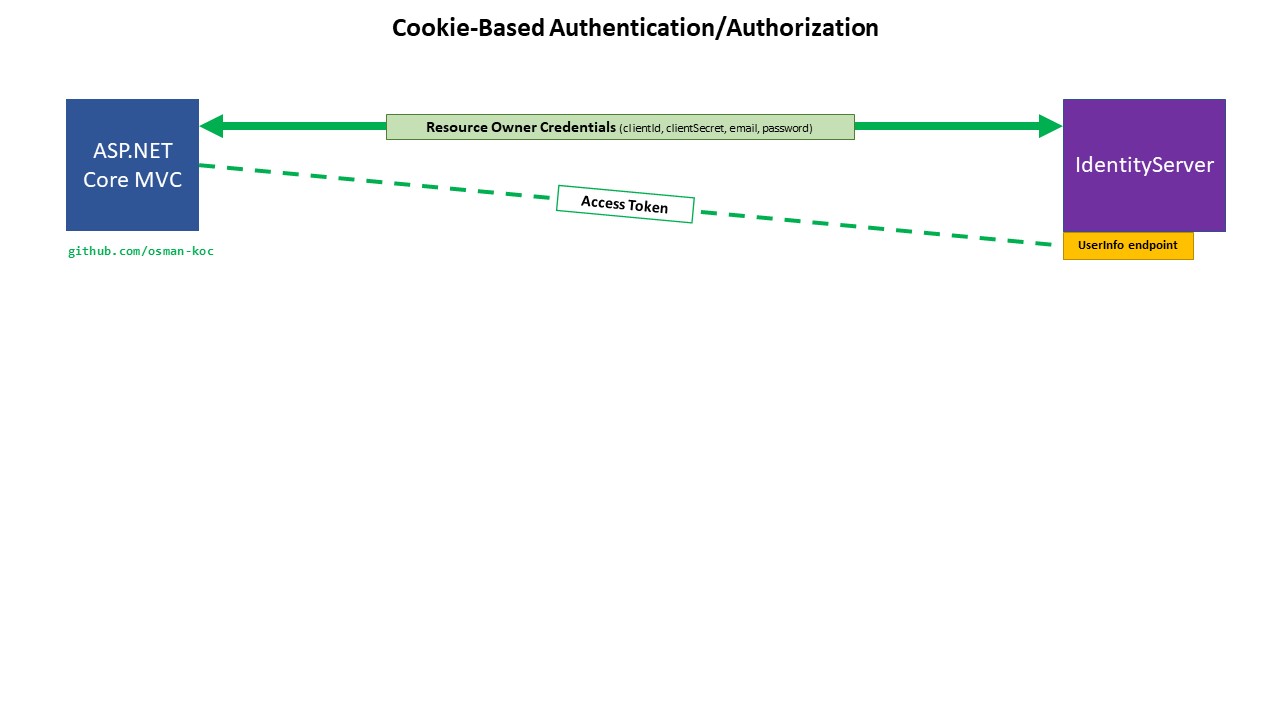 Cookie-Based Authentication/Authorization
Resource Owner Credentials (clientId, clientSecret, email, password)
ASP.NET
Core MVC
IdentityServer
Access Token
UserInfo endpoint
github.com/osman-koc